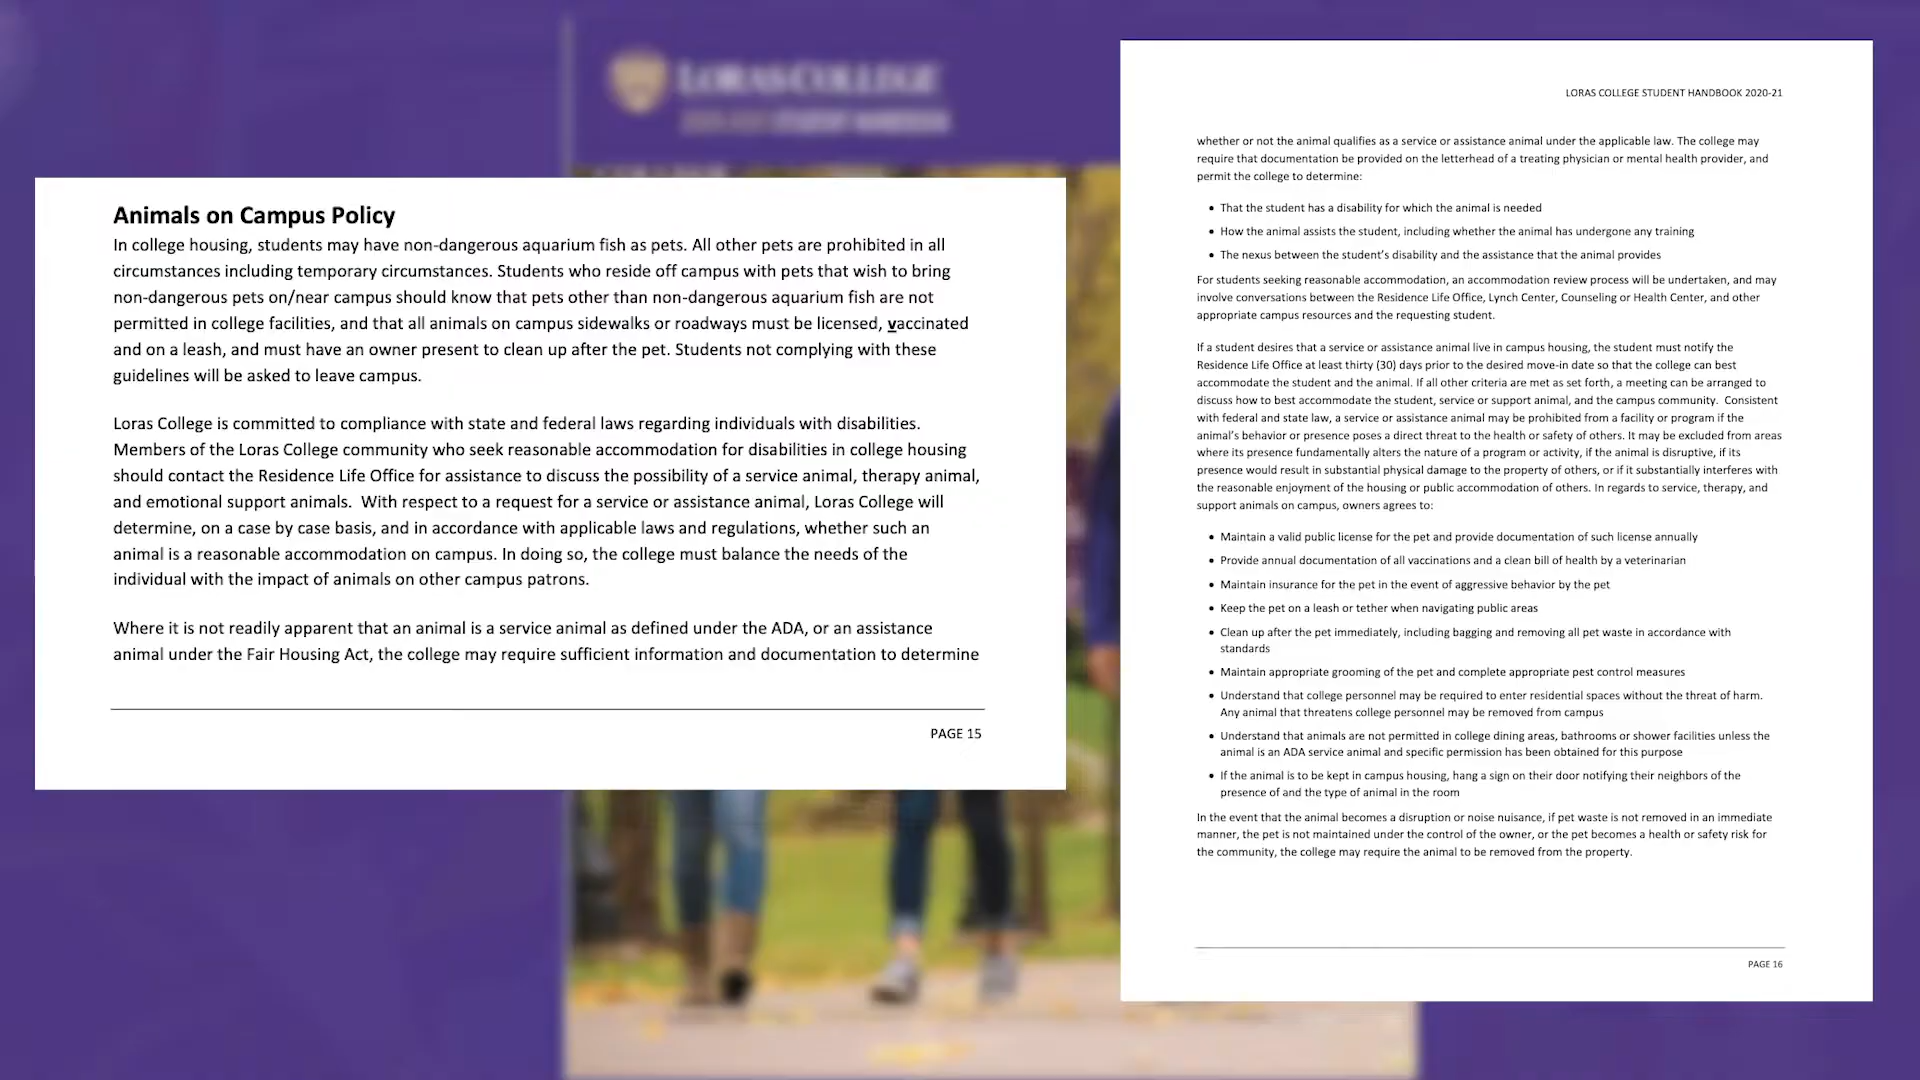 LORAS COLLEGE
Animals on Campus Policy
In college housing, students may have non-dangerous aquarium fish as pets. All other pets are prohibited in all
circumstances including temporary circumstances. Students who reside off campus with pets that wish to bring
non-dangerous pets on/near campus should know that pets other than non-dangerous aquarium fish are not
permitted in college facilities, and that all animals on campus sidewalks or roadways must be licensed, vaccinated
and on a leash, and must have an owner present to clean up after the pet. Students not complying with these
guidelines will be asked to leave campus.
Loras College is committed to compliance with state and federal laws regarding individuals with disabilities.
Members of the Loras College community who seek reasonable accommodation for disabilities in college housing
should contact the Residence Life Office for assistance to discuss the possibility of a service animal, therapy animal,
and emotional support animals.  With respect to a request for a service or assistance animal, Loras College will
determine, on a case by case basis, and in accordance with applicable laws and regulations, whether such an
animal is a reasonable accommodation on campus. In doing so, the college must balance the needs of the
individual with the impact of animals on other campus patrons.
Where it is not readily apparent that an animal is a service animal as defined under the ADA, or an assistance
animal under the Fair Housing Act, the college may require sufficient information and documentation to determine
PAGE 15
LORAS COLLEGE STUDENT HANDBOOK 2020-21
whether or not the animal qualifies as a service or assistance animal under the applicable law. The college may
require that documentation be provided on the letterhead of a treating physician or mental health provider, and
permit the college to determine:
• That the student has a disability for which the animal is needed
• How the animal assists the student, including whether the animal has undergone any training
• The nexus between the student's disability and the assistance that the animal provides
For students seeking reasonable accommodation, an accommodation review process will be undertaken, and may
involve conversations between the Residence Life Office, Lynch Center, Counseling or Health Center, and other
appropriate campus resources and the requesting student.
If a student desires that a service or assistance animal live in campus housing, the student must notify the
Residence Life Office at least thirty (30) days prior to the desired move-in date so that the college can best
accommodate the student and the animal. If all other criteria are met as set forth, a meeting can be arranged to
discuss how to best accommodate the student, service or support animal, and the campus community.  Consistent
with federal and state law, a service or assistance animal may be prohibited from a facility or program if the
animal's behavior or presence poses a direct threat to the health or safety of others. It may be excluded from areas
where its presence fundamentally alters the nature of a program or activity, if the animal is disruptive, if its
presence would result in substantial physical damage to the property of others, or if it substantially interferes with
the reasonable enjoyment of the housing or public accommodation of others. In regards to service, therapy, and
support animals on campus, owners agrees to:
• Maintain a valid public license for the pet and provide documentation of such license annually
• Provide annual documentation of all vaccinations and a clean bill of health by a veterinarian
• Maintain insurance for the pet in the event of aggressive behavior by the pet
• Keep the pet on a leash or tether when navigating public areas
• Clean up after the pet immediately, including bagging and removing all pet waste in accordance with
standards
• Maintain appropriate grooming of the pet and complete appropriate pest control measures
• Understand that college personnel may be required to enter residential spaces without the threat of harm.
Any animal that threatens college personnel may be removed from campus
• Understand that animals are not permitted in college dining areas, bathrooms or shower facilities unless the
animal is an ADA service animal and specific permission has been obtained for this purpose
• If the animal is to be kept in campus housing, hang a sign on their door notifying their neighbors of the
presence of and the type of animal in the room
In the event that the animal becomes a disruption or noise nuisance, if pet waste is not removed in an immediate
manner, the pet is not maintained under the control of the owner, or the pet becomes a health or safety risk for
the community, the college may require the animal to be removed from the property.
PAGE 16